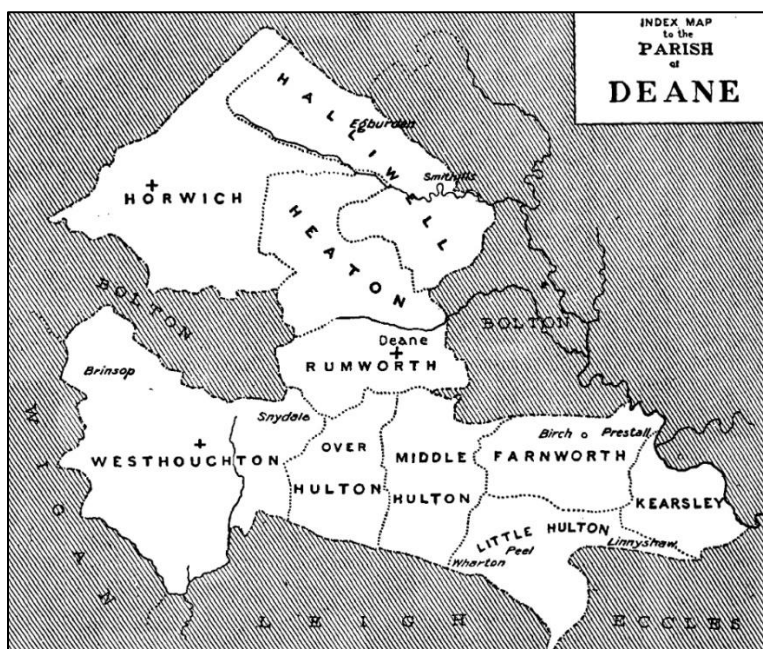 INDEX MAP
to the
PARISH
of
DEANE
HALLIWELL
Egburden
Smithills
HORWICH
HEATON
BOLTON
BOLTON
Deane
RUMWORTH
Brinsop
Snydale
WESTHOUGHTON
OVER
HULTON
MIDDLE
HULTON
Birch
Prestall
FARNWORTH
KEARSLEY
LITTLE HULTON
Peel
Wharton
Linnyshaw
WIGAN
LEIGH
ECCLES